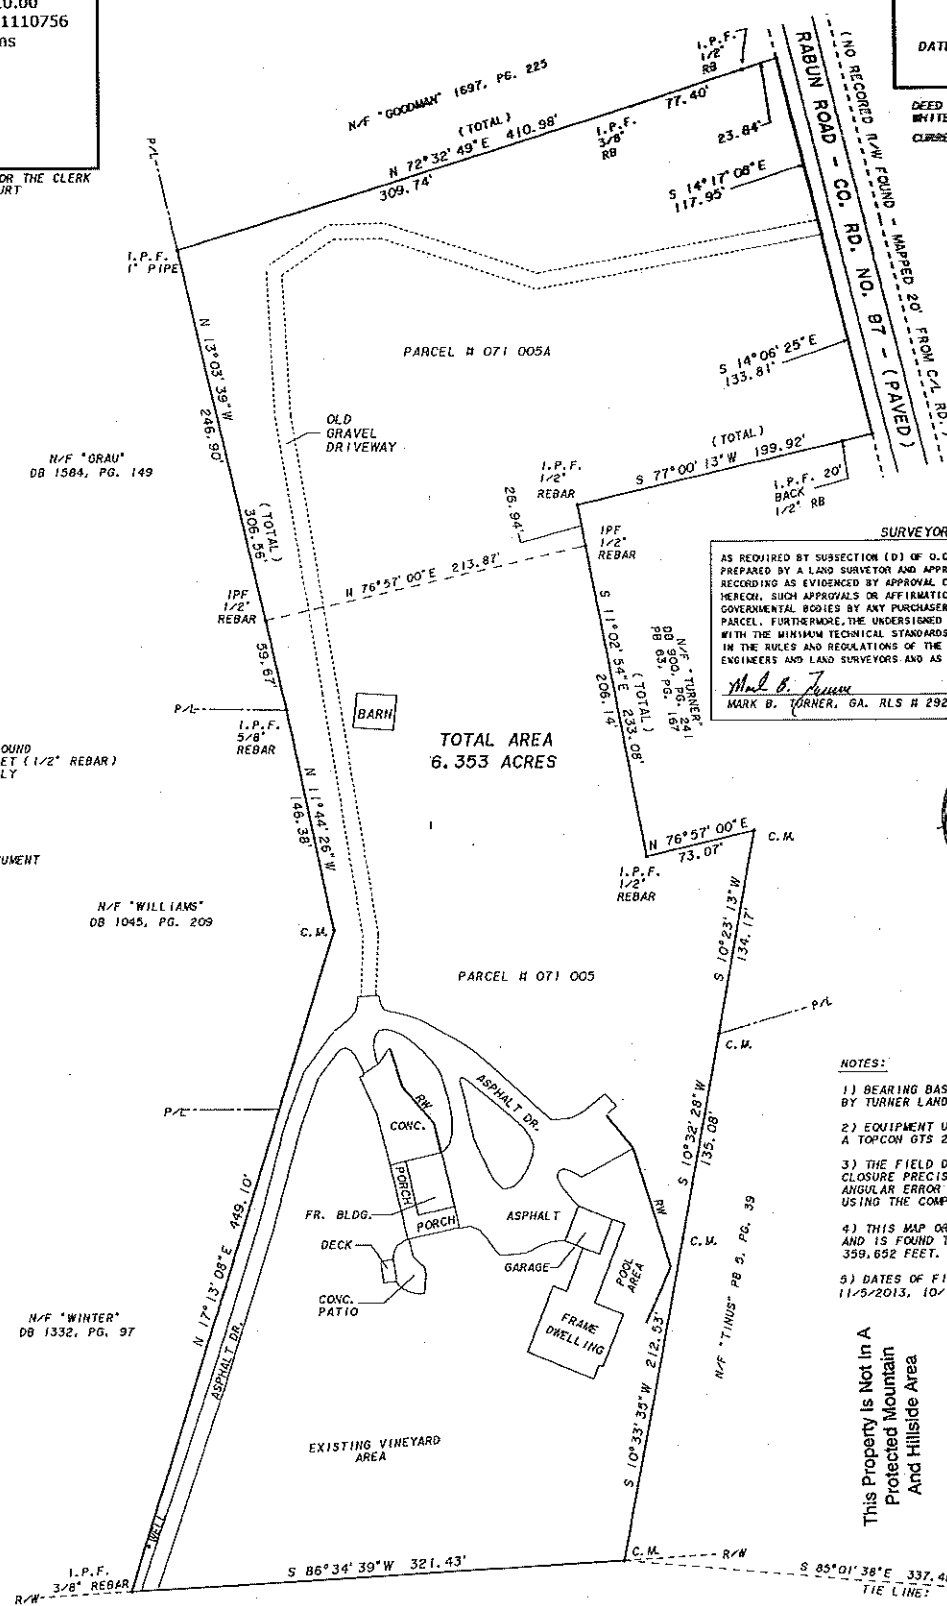 1110756
DATE
DEED
WHITE
OR THE CLERK
URT
N/F "GOODMAN" 1697, PG. 225
I.P.F.
1/2"
RB
(TOTAL)
N 72°32'49"E 410.98'
309.74'
77.40'
I.P.F.
3/8"
RB
23.84'
S 14°17'08"E
117.95'
RABUN ROAD - CO. RD. NO. 87 - (PAVED)
(NO RECORED R/W FOUND - MAPPED 20' FROM C/L RD.
P/L
I.P.F.
1" PIPE
N 13°03'39"W
246.90'
(TOTAL)
306.56'
PARCEL # 071 005A
OLD
GRAVEL
DRIVEWAY
S 14°06'25"E
133.81'
(TOTAL)
S 77°00'13"W 199.92'
I.P.F. 20'
BACK
1/2" RB
I.P.F.
1/2"
REBAR
26.94'
IPF
1/2"
REBAR
N/F "GRAU"
DB 1584, PG. 149
N 76°57'00"E 213.87'
IPF
1/2"
REBAR
59.67'
P/L
I.P.F.
5/8"
REBAR
BARN
S 11°02'54"E
206.14'
(TOTAL)
233.08'
N/F "TURNER"
DB 900, PG. 241
PB 63, PG. 167
SURVEYOR
AS REQUIRED BY SUBSECTION (D) OF O.C
PREPARED BY A LAND SURVEYOR AND APPR
RECORDING AS EVIDENCED BY APPROVAL C
HEREON. SUCH APPROVALS OR AFFIRMATIO
GOVERNMENTAL BODIES BY ANY PURCHASER
PARCEL. FURTHERMORE, THE UNDERSIGNED
WITH THE MINIMUM TECHNICAL STANDARDS
IN THE RULES AND REGULATIONS OF THE
ENGINEERS AND LAND SURVEYORS AND AS
MARK B. TURNER, GA. RLS # 292
OUND
ET (1/2" REBAR)
LY
UMENT
TOTAL AREA
6.353 ACRES
N 11°44'26"W
146.38'
N 76°57'00"E
73.07'
C.M.
I.P.F.
1/2"
REBAR
N/F "WILLIAMS"
DB 1045, PG. 209
C.M.
S 10°23'13"W
134.17'
PARCEL # 071 005
P/L
C.M.
P/L
ASPHALT DR.
RW
CONC.
S 10°32'28"W
135.08'
PORCH
FR. BLDG.
PORCH
ASPHALT
RW
DECK
GARAGE
POOL
AREA
C.M.
CONC.
PATIO
FRAME
DWELLING
N/F "TINUS" PB 5, PG. 39
N 17°13'08"E 449.10'
ASPHALT DR.
N/F "WINTER"
DB 1332, PG. 97
S 10°33'35"W 212.53'
EXISTING VINEYARD
AREA
NOTES:
1) BEARING BAS
BY TURNER LAND
2) EQUIPMENT U
A TOPCON GTS 2
3) THE FIELD D
CLOSURE PRECIS
ANGULAR ERROR
USING THE COMP
4) THIS MAP OR
AND IS FOUND T
359,652 FEET.
5) DATES OF FI
11/5/2013, 10/
This Property Is Not In A
Protected Mountain
And Hillside Area
*WELL
I.P.F.
3/8" REBAR
R/W
S 86°34'39"W 321.43'
C.M.
R/W
S 85°01'38"E 337.4
TIE LINE: